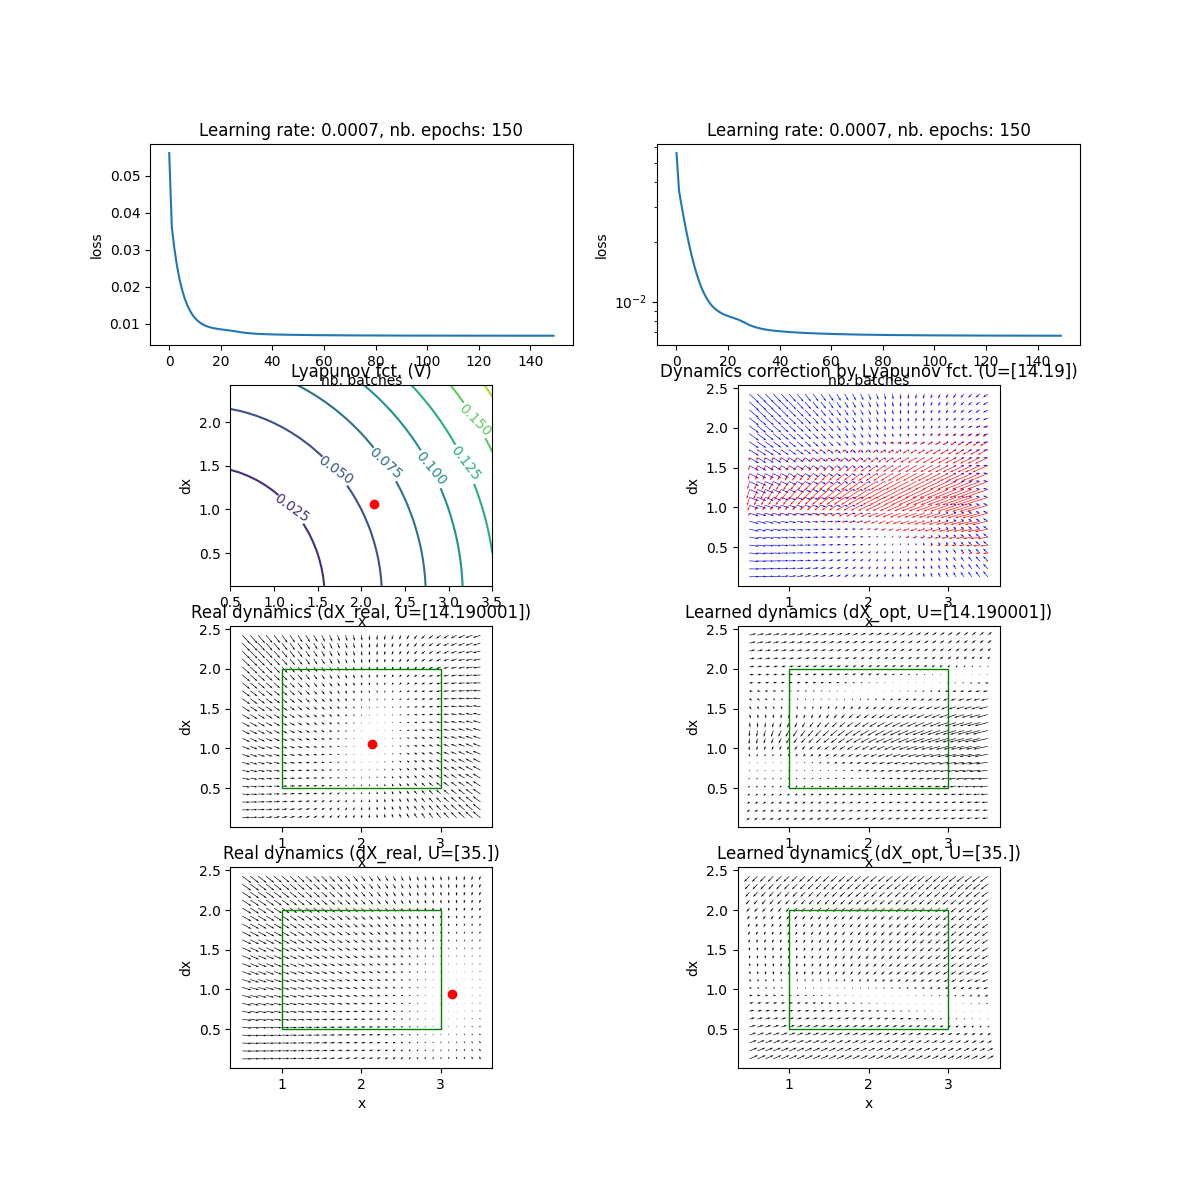 Learning rate: 0.0007, nb. epochs: 150
Learning rate: 0.0007, nb. epochs: 150
0.05
0.04
0.03
0.02
0.01
loss
0 20 40 60 80 100 120 140
nb. batches
10⁻²
loss
0 20 40 60 80 100 120 140
nb. batches
Lyapunov fct. (V)
2.0
1.5
1.0
0.5
dx
0.025
0.050
0.075
0.100
0.125
0.150
0.5 1.0 1.5 2.0 2.5 3.0 3.5
x
Dynamics correction by Lyapunov fct. (U=[14.19])
2.5
2.0
1.5
1.0
0.5
dx
1 2 3
x
Real dynamics (dX_real, U=[14.190001])
2.5
2.0
1.5
1.0
0.5
dx
1 2 3
x
Learned dynamics (dX_opt, U=[14.190001])
2.5
2.0
1.5
1.0
0.5
dx
1 2 3
x
Real dynamics (dX_real, U=[35.])
2.5
2.0
1.5
1.0
0.5
dx
1 2 3
x
Learned dynamics (dX_opt, U=[35.])
2.5
2.0
1.5
1.0
0.5
dx
1 2 3
x